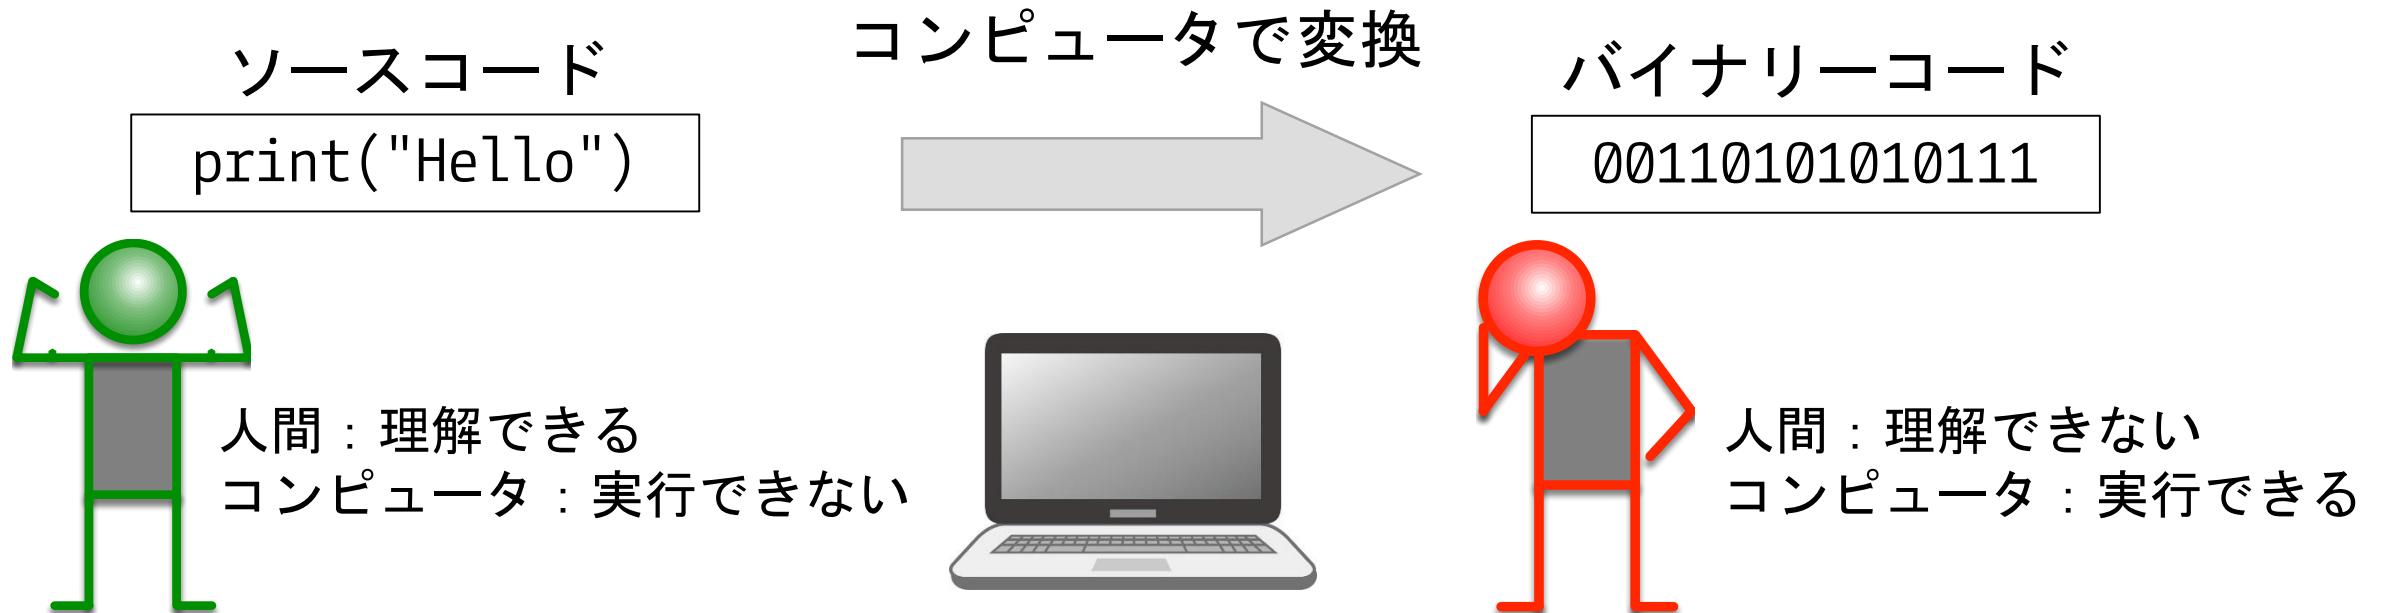 ソースコード
print("Hello")
コンピュータで変換
バイナリーコード
00110101010111
人間：理解できる
コンピュータ：実行できない
人間：理解できない
コンピュータ：実行できる